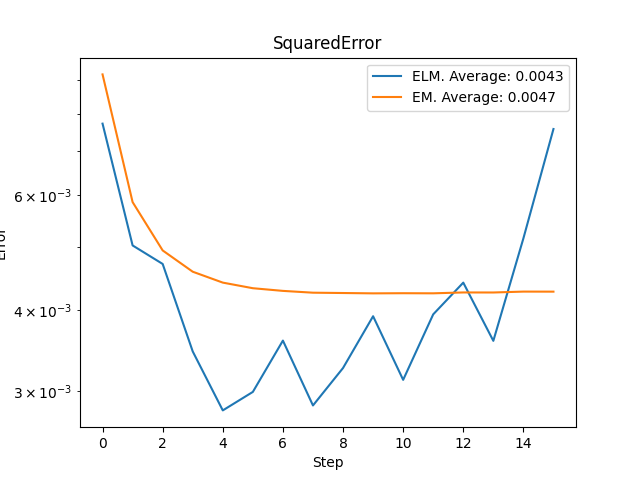 SquaredError
ELM. Average: 0.0043
EM. Average: 0.0047
6 × 10⁻³
4 × 10⁻³
3 × 10⁻³
Error
0 2 4 6 8 10 12 14
Step